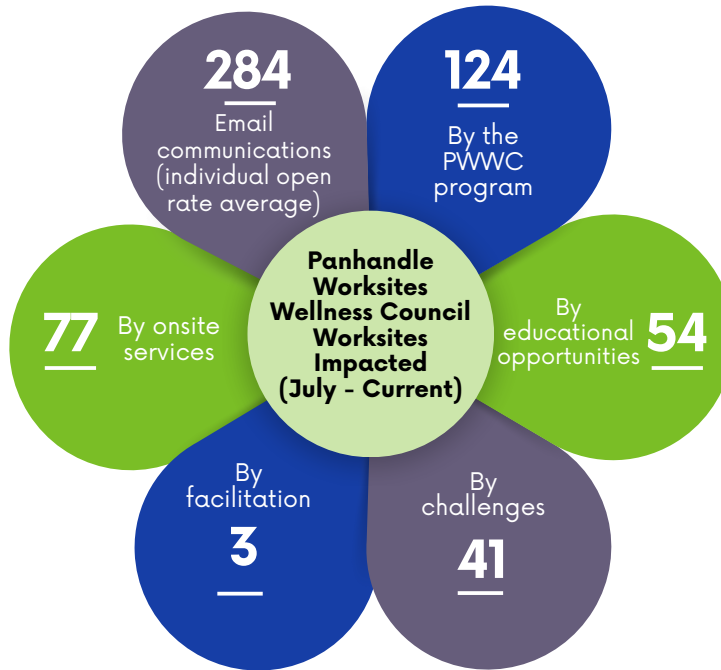 284
Email
communications
(individual open
rate average)
124
By the
PWWC
program
Panhandle
Worksites
Wellness Council
Worksites
Impacted
(July - Current)
77
By onsite
services
By
educational
opportunities
54
By
facilitation
3
By
challenges
41